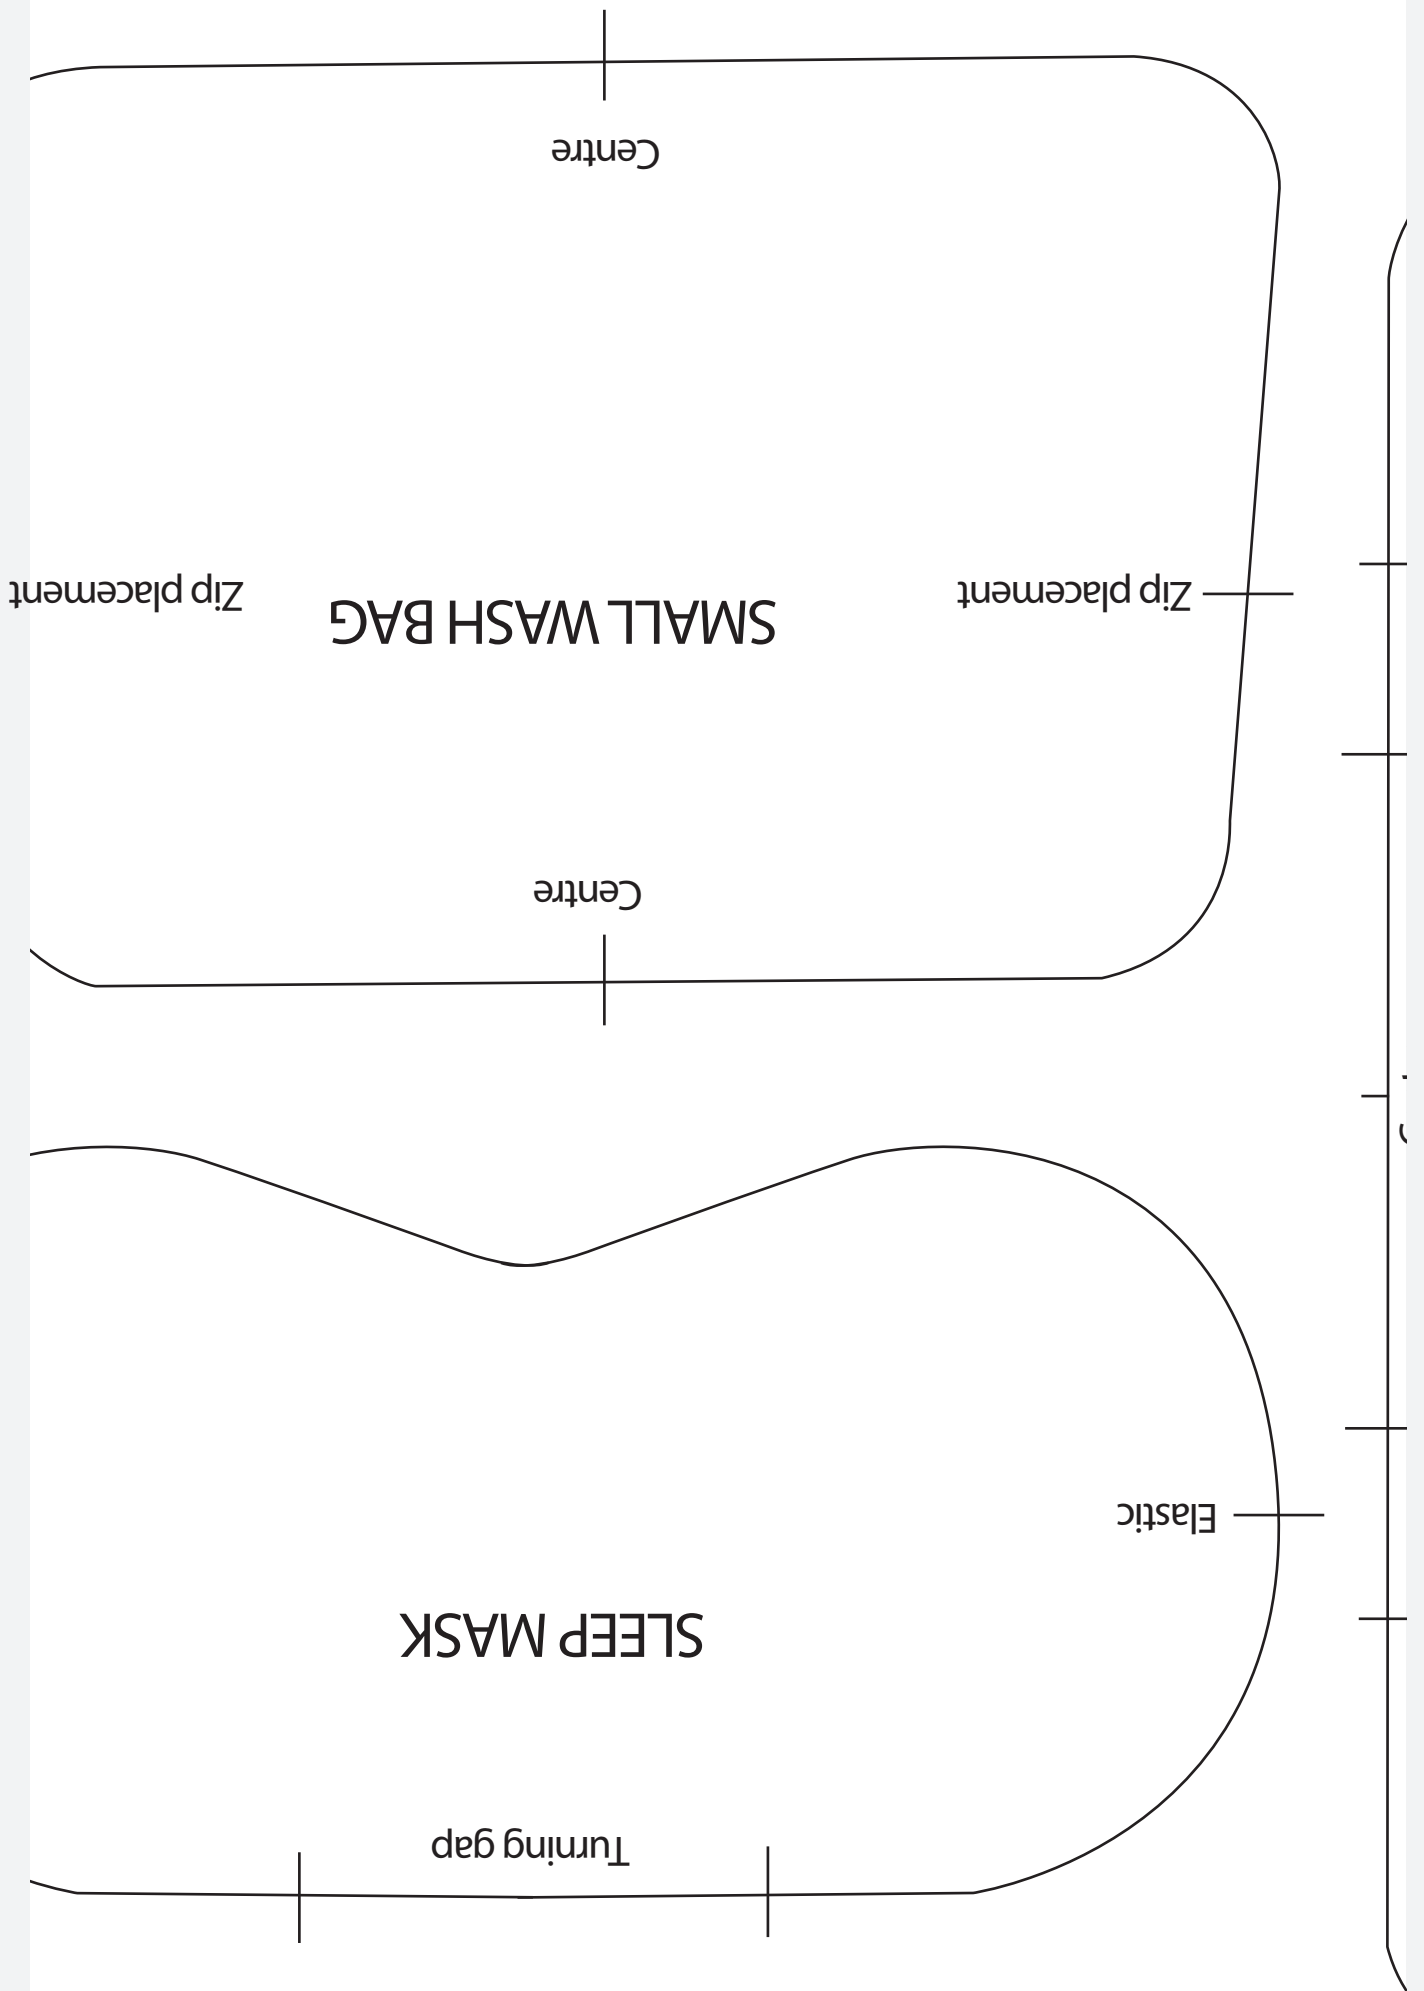 Turning gap
SLEEP MASK
Elastic
Centre
SMALL WASH BAG
Zip placement
Zip placement
Centre